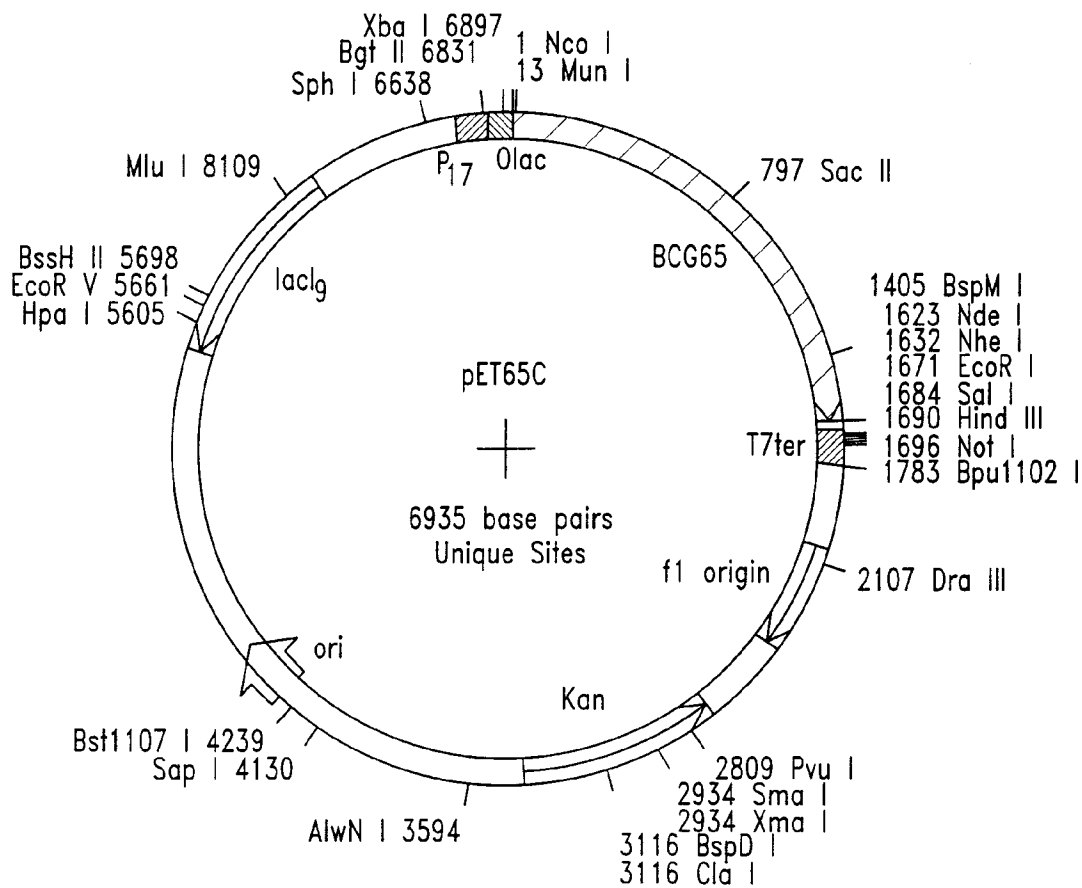 Xba I 6897
Bgt II 6831
Sph I 6638
1 Nco I
13 Mun I
Mlu I 8109
P17
Olac
797 Sac II
BssH II 5698
EcoR V 5661
Hpa I 5605
lacIg
BCG65
1405 BspM I
1623 Nde I
1632 Nhe I
1671 EcoR I
1684 Sal I
1690 Hind III
1696 Not I
1783 Bpu1102 I
pET65C
T7ter
6935 base pairs
Unique Sites
f1 origin
2107 Dra III
ori
Kan
Bst1107 I 4239
Sap I 4130
AlwN I 3594
2809 Pvu I
2934 Sma I
2934 Xma I
3116 BspD I
3116 Cla I